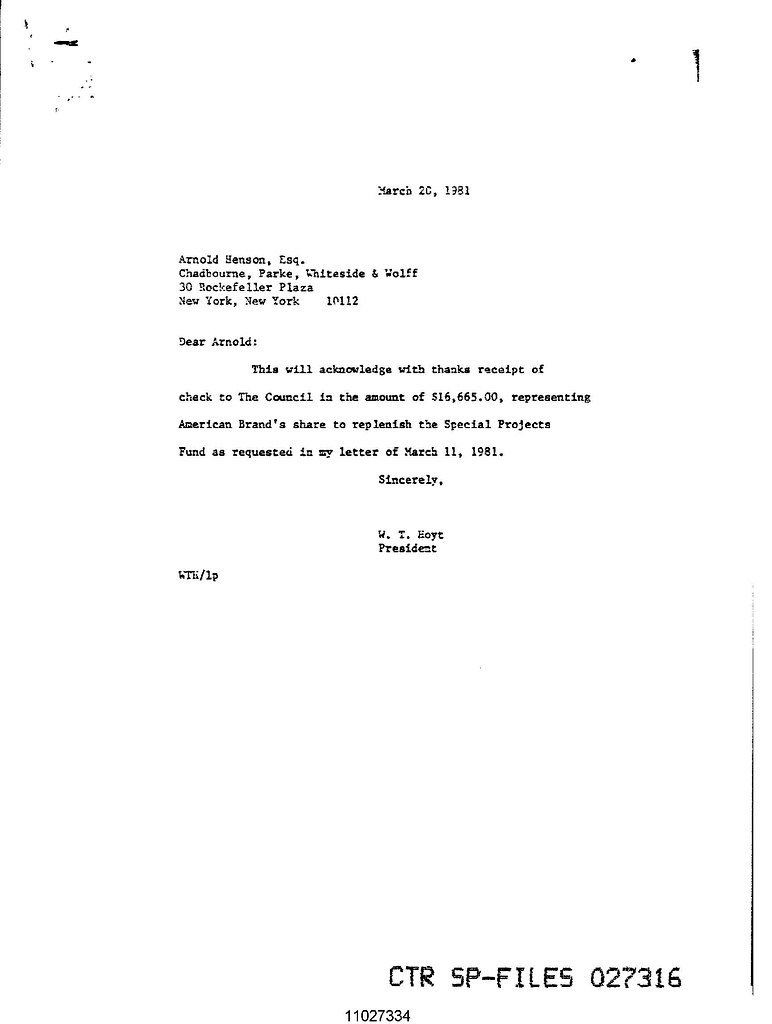 March 20, 1981
Arnold Henson, Esq.
Chadbourne, Parke, Whiteside & Wolff
30 Rockefeller Plaza
New York, New York 10112
Dear Arnold:
This will acknowledge with thanks receipt of
check to The Council in the amount of $16,665.00, representing
American Brand's share to replenish the Special Projects
Fund as requested in my letter of March 11, 1981.
Sincerely,
W. T. Hoyt
President
WTH/lp
CTR SP-FILES 027316
11027334